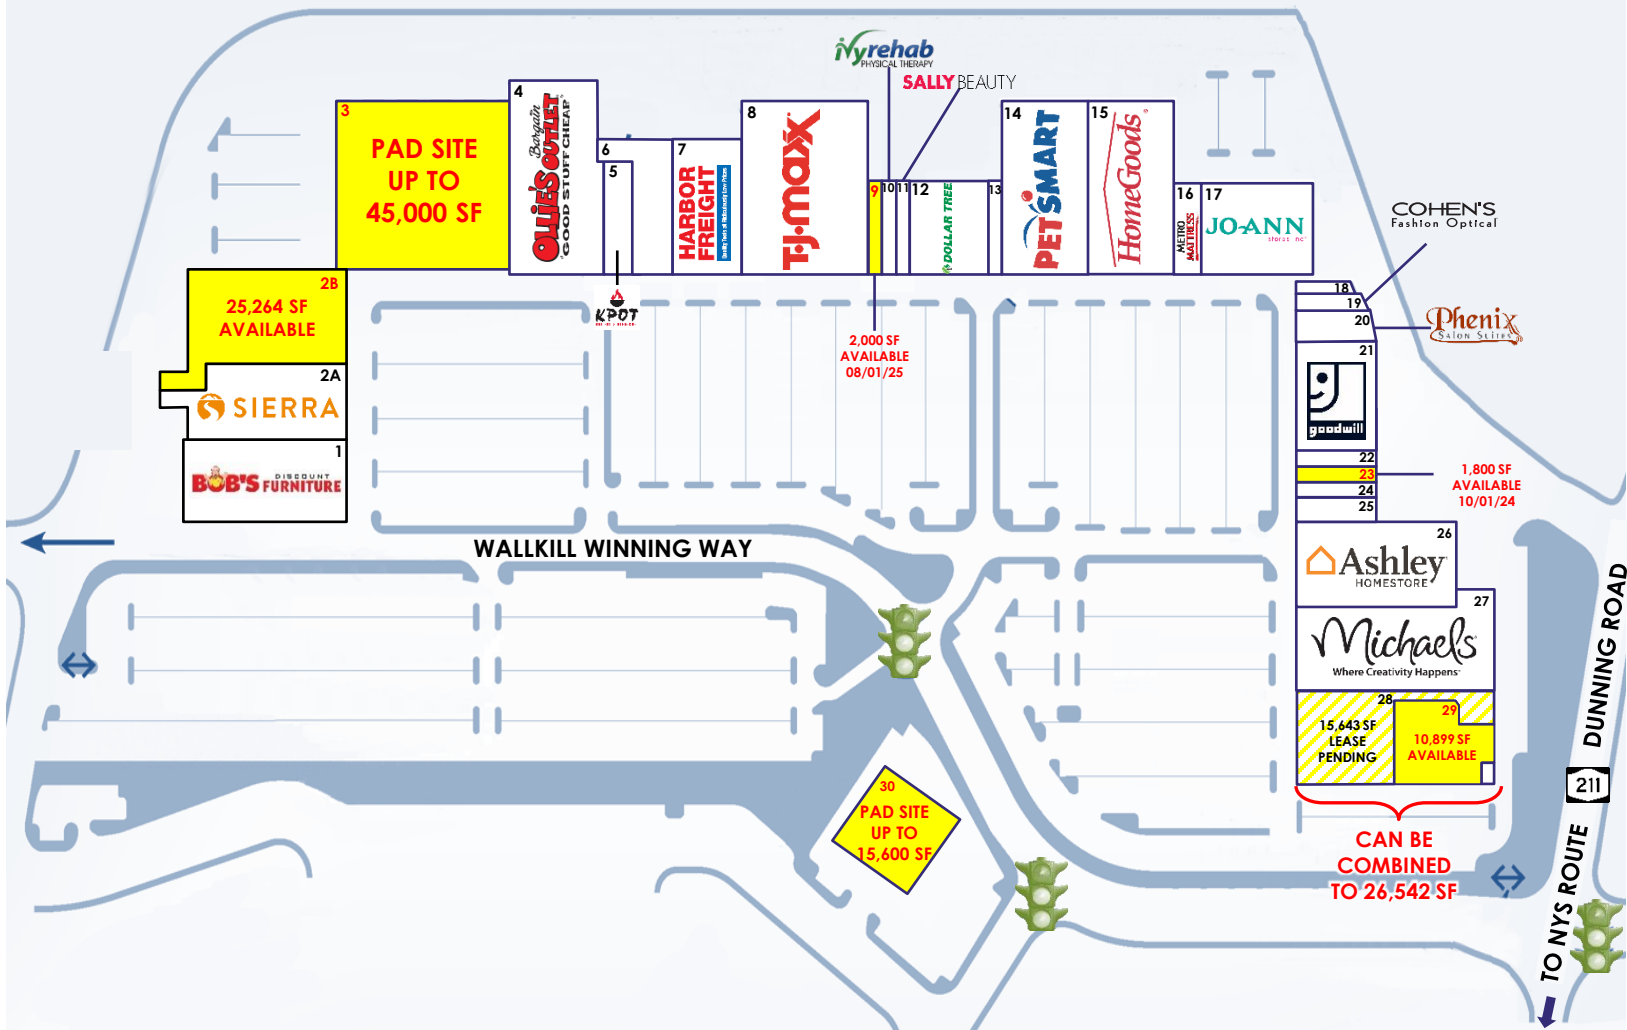 ivyrehab
PHYSICAL THERAPY
SALLYBEAUTY
3
PAD SITE
UP TO
45,000 SF
4
OLLIE'S
Bargain
OUTLET
"GOOD STUFF CHEAP"
6
5
KPOT
7
HARBOR
FREIGHT
8
T.J.maxx
9
10
11
12
DOLLAR TREE
13
14
PETSMART
15
HomeGoods
16
METRO
MATTRESS
17
JO-ANN
stores inc
2B
25,264 SF
AVAILABLE
2A
SIERRA
1
BOB'S
DISCOUNT
FURNITURE
2,000 SF
AVAILABLE
08/01/25
COHEN'S
Fashion Optical
18
19
20
Phenix
SALON SUITES
21
goodwill
22
23
24
25
1,800 SF
AVAILABLE
10/01/24
26
Ashley
HOMESTORE
27
Michaels
Where Creativity Happens
28
15,643 SF
LEASE
PENDING
29
10,899 SF
AVAILABLE
CAN BE
COMBINED
TO 26,542 SF
WALLKILL WINNING WAY
30
PAD SITE
UP TO
15,600 SF
DUNNING ROAD
211
TO NYS ROUTE